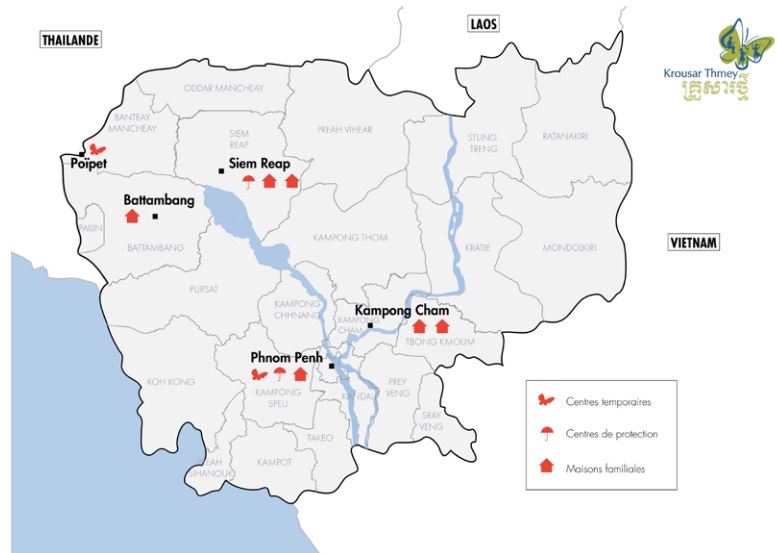 THAILANDE
LAOS
Krousar Thmey
គ្រួសារថ្មី
ODDAR MANCHEAY
BANTEAY
MANCHEAY
SIEM
REAP
PREAH VIHEAR
STUNG
TRENG
RATANAKIRI
Poïpet
Siem Reap
Battambang
PAILIN
BATTAMBANG
KAMPONG THOM
KRATIE
MONDOLKIRI
VIETNAM
PURSAT
KAMPONG
CHHNANG
Kampong Cham
KAMPONG
CHAM
TBONG KMOUM
Phnom Penh
KOH KONG
KAMPONG
SPEU
KANDAL
PREY
VENG
SRAY
VENG
TAKEO
PREAH
SIHANOUK
KAMPOT
Centres temporaires
Centres de protection
Maisons familiales